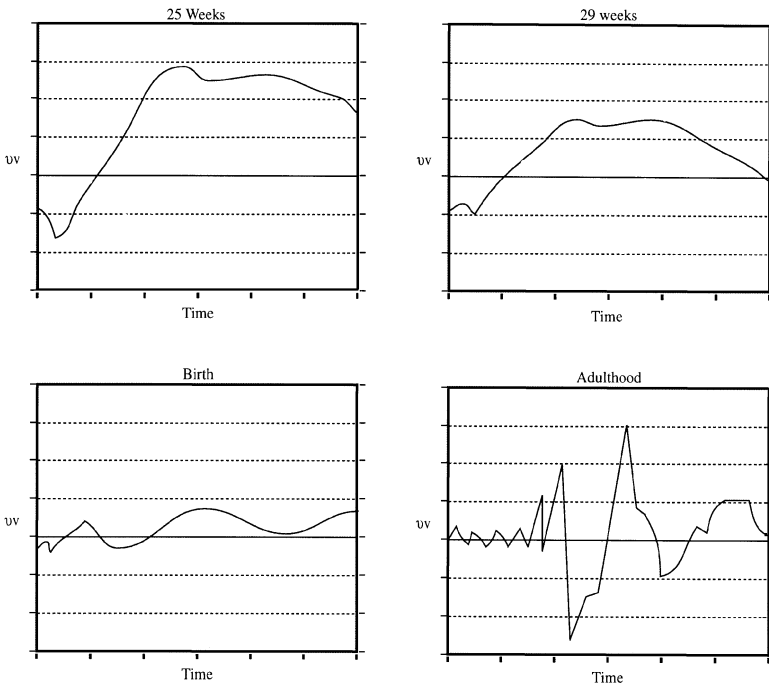 25 Weeks
υv
Time
29 weeks
υv
Time
Birth
υv
Time
Adulthood
υv
Time